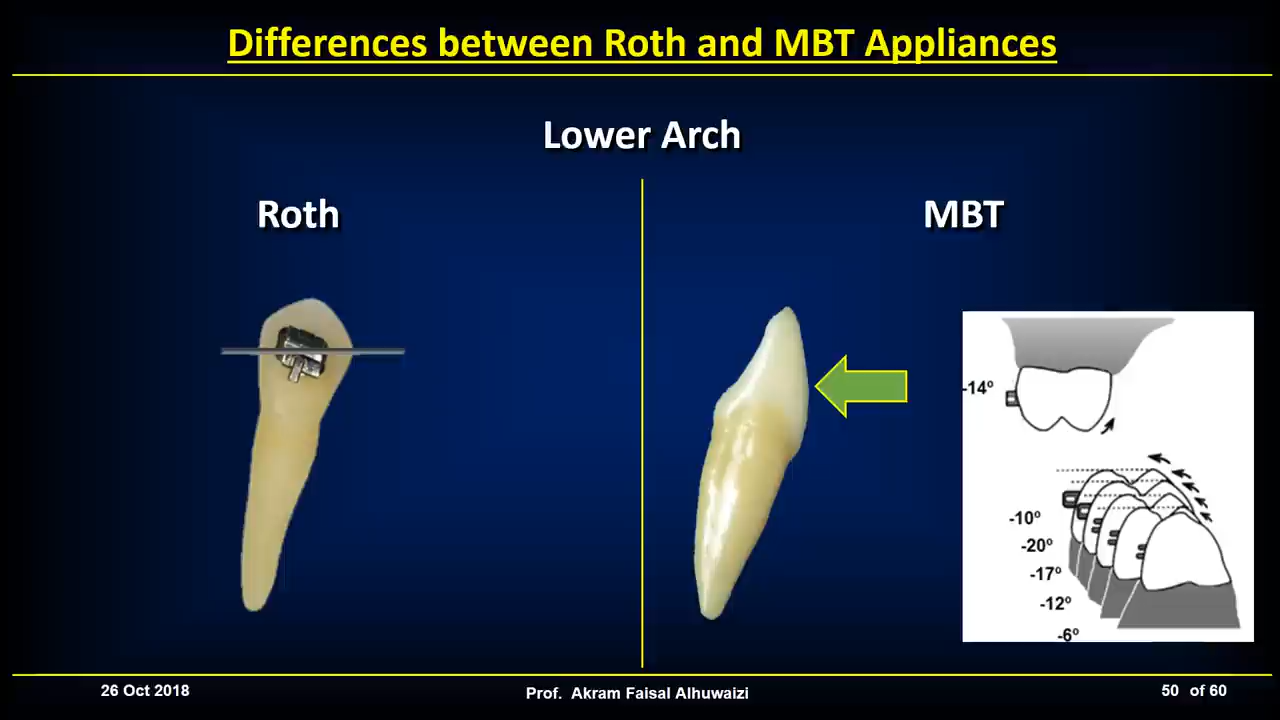 Differences between Roth and MBT Appliances
Lower Arch
Roth
MBT
-14º
-10º
-20º
-17º
-12º
-6º
26 Oct 2018
Prof. Akram Faisal Alhuwaizi
50 of 60